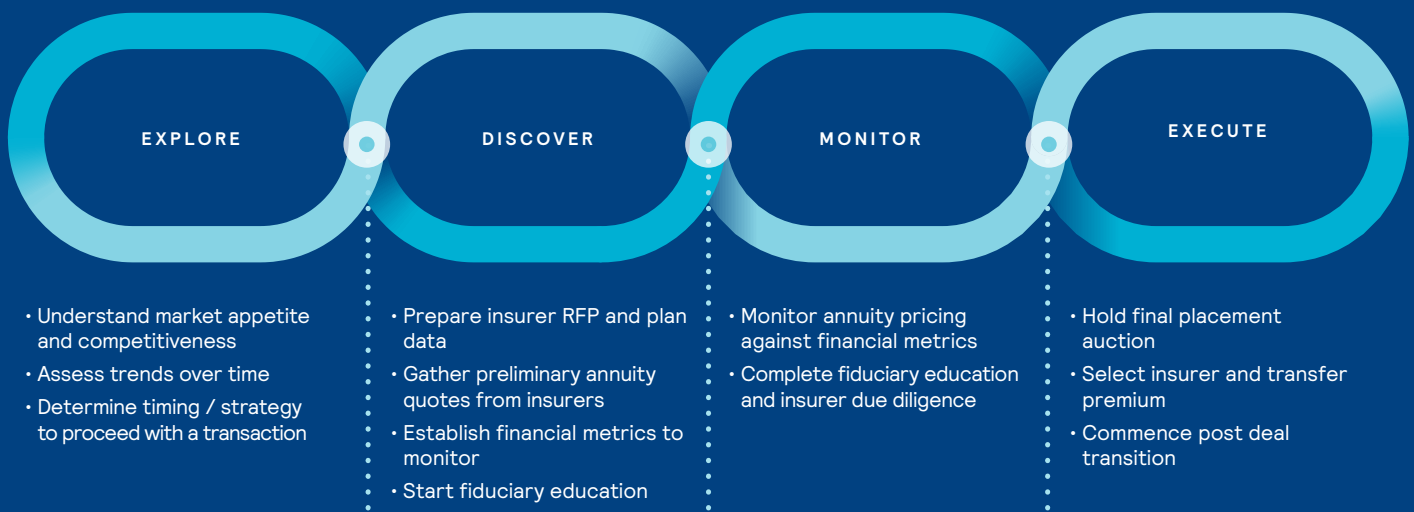 EXPLORE
DISCOVER
MONITOR
EXECUTE
• Understand market appetite
and competitiveness
• Assess trends over time
• Determine timing / strategy
to proceed with a transaction
• Prepare insurer RFP and plan
data
• Gather preliminary annuity
quotes from insurers
• Establish financial metrics to
monitor
• Start fiduciary education
• Monitor annuity pricing
against financial metrics
• Complete fiduciary education
and insurer due diligence
• Hold final placement
auction
• Select insurer and transfer
premium
• Commence post deal
transition